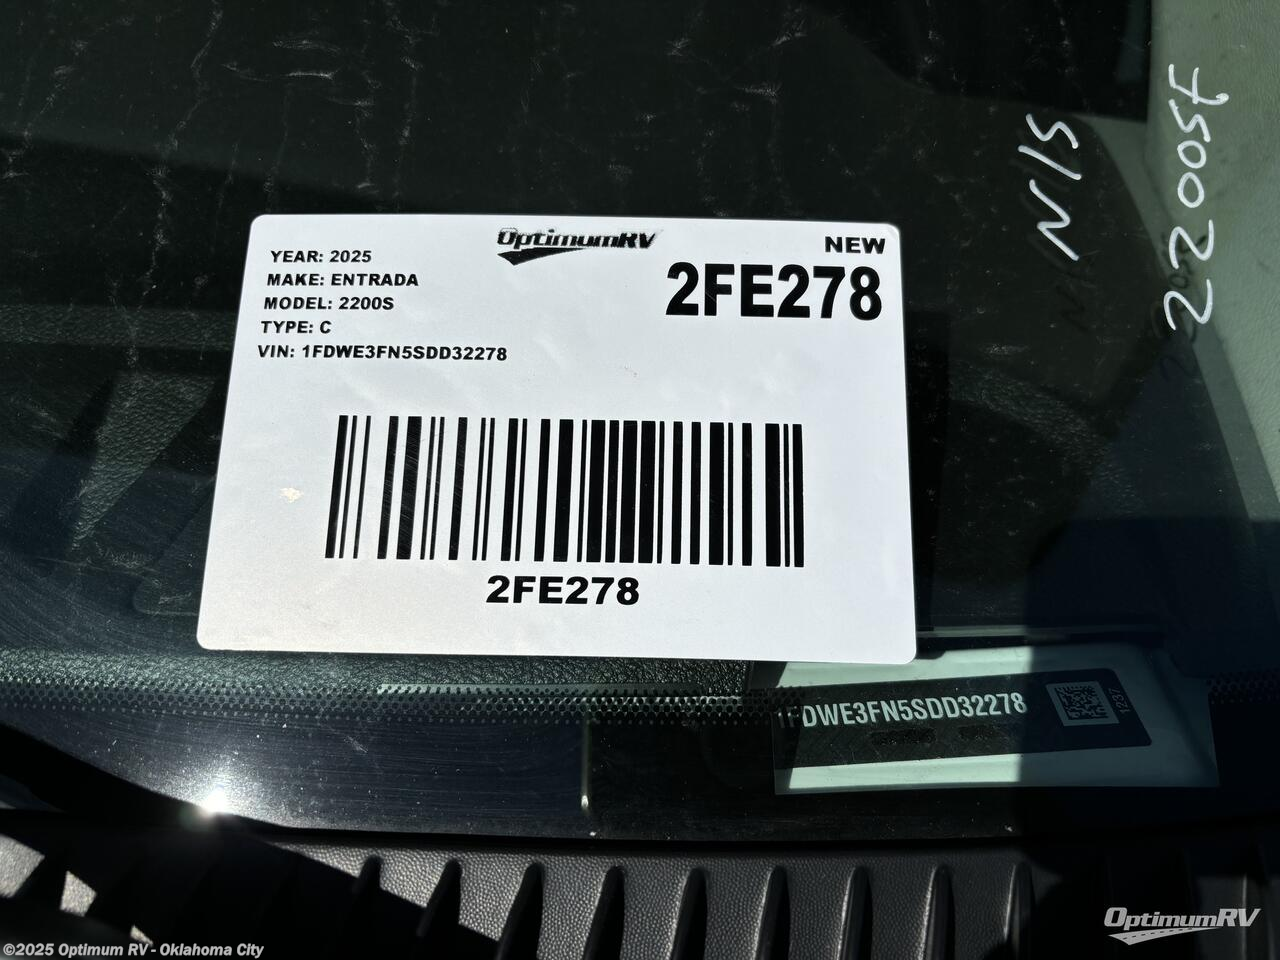 OptimumRV
NEW
YEAR: 2025
MAKE: ENTRADA
MODEL: 2200S
TYPE: C
VIN: 1FDWE3FN5SDD32278
2FE278
2FE278
N/S
2200SF
1FDWE3FN5SDD32278
1237
©2025 Optimum RV - Oklahoma City
OptimumRV